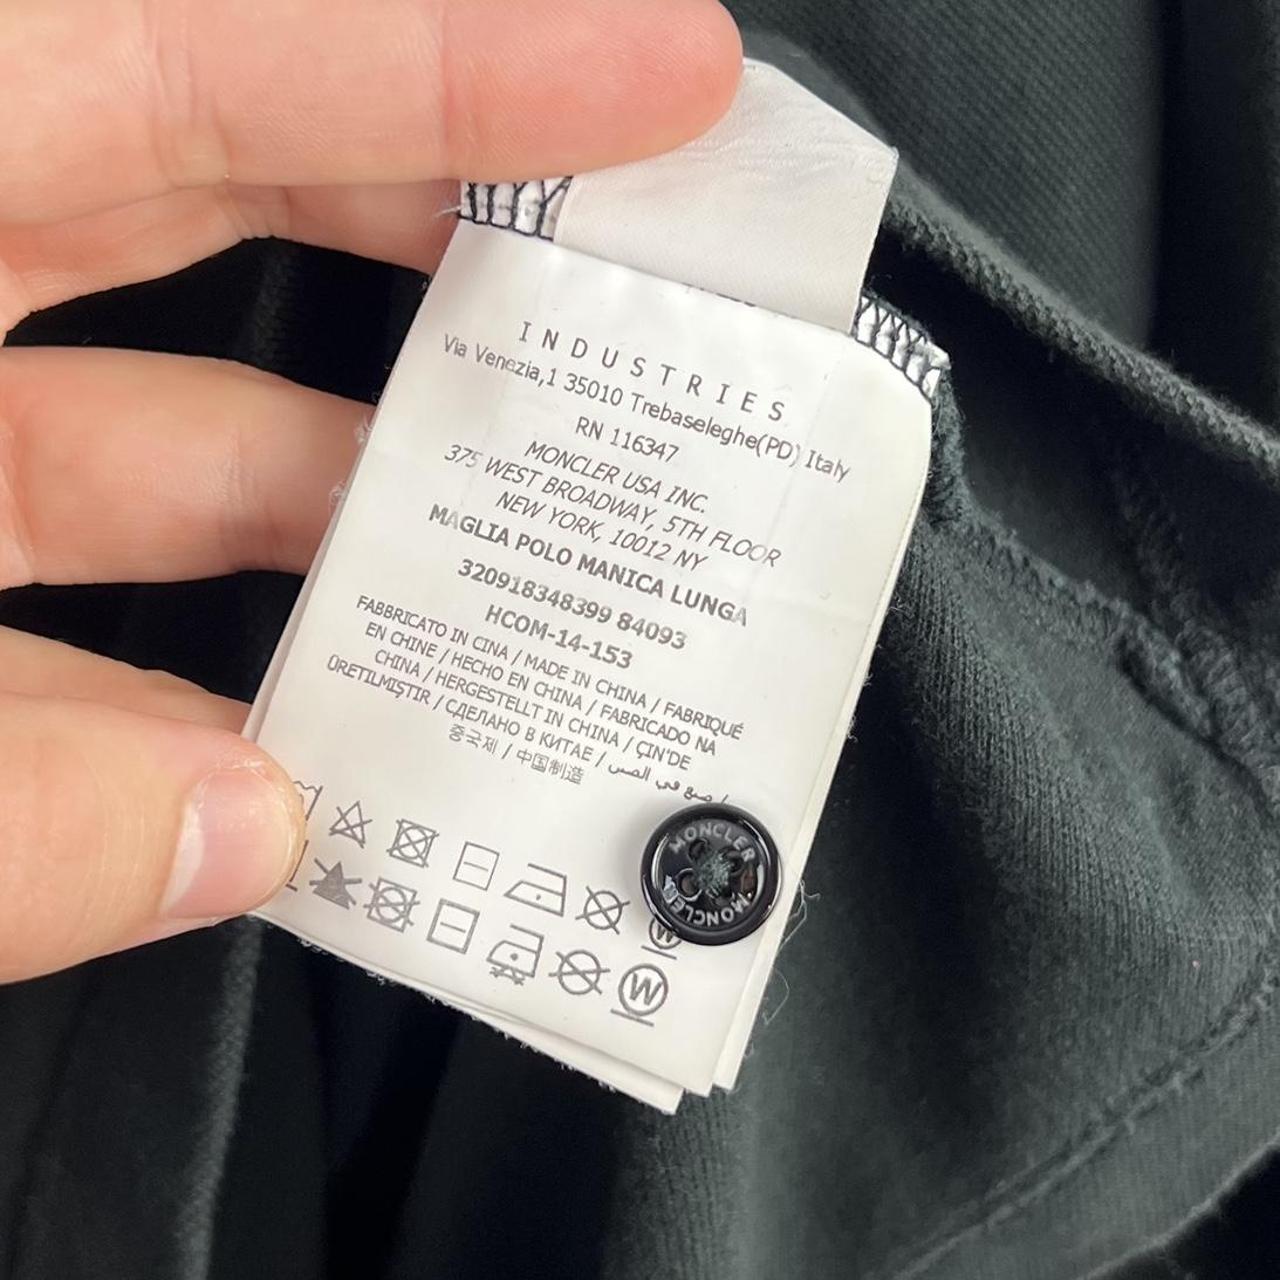 INDUSTRIES
Via Venezia,1 35010 Trebaseleghe(PD) Italy
RN 116347
MONCLER USA INC.
375 WEST BROADWAY, 5TH FLOOR
NEW YORK, 10012 NY
MAGLIA POLO MANICA LUNGA
320918348399 84093
HCOM-14-153
FABBRICATO IN CINA / MADE IN CHINA / FABRIQUÉ
EN CHINE / HECHO EN CHINA / FABRICADO NA
CHINA / HERGESTELLT IN CHINA / ÇIN'DE
ÜRETILMIŞTIR / СДЕЛАНО В КИТАЕ / صنع في الصين /
중국제 / 中国制造
MONCLER
MONCLER
W
W